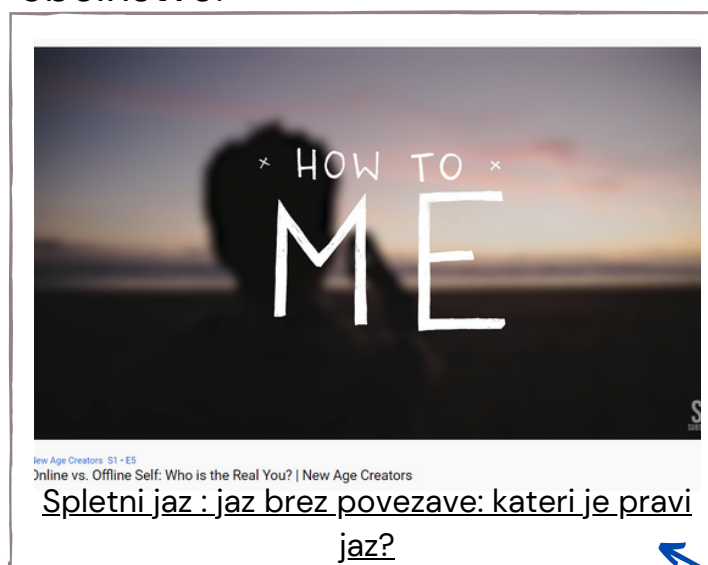 × HOW TO ×
ME
New Age Creators S1 • E5
Online vs. Offline Self: Who is the Real You? | New Age Creators
Spletni jaz : jaz brez povezave: kateri je pravi
jaz?